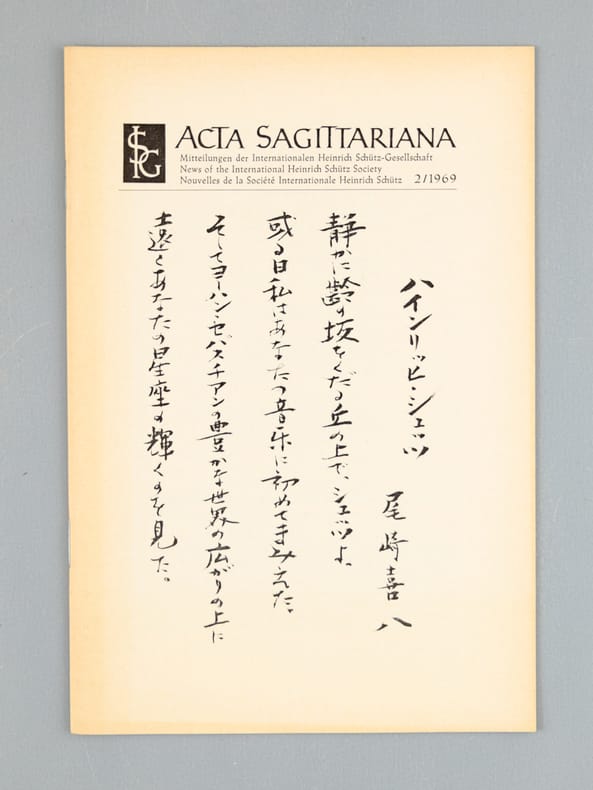 ISG
ACTA SAGITTARIANA
Mitteilungen der Internationalen Heinrich Schütz-Gesellschaft
News of the International Heinrich Schütz Society
Nouvelles de la Société Internationale Heinrich Schütz 2/1969
ハインリッヒ・シュッツ
尾崎喜八
静かに齢の坂をくだる丘の上で、シュッツよ、
或る日私はあなたの音楽に初めてまみえた。
そしてヨーハン・セバスチアンの豊かな世界の広がりの上に
遠くあなたの星座の輝くのを見た。